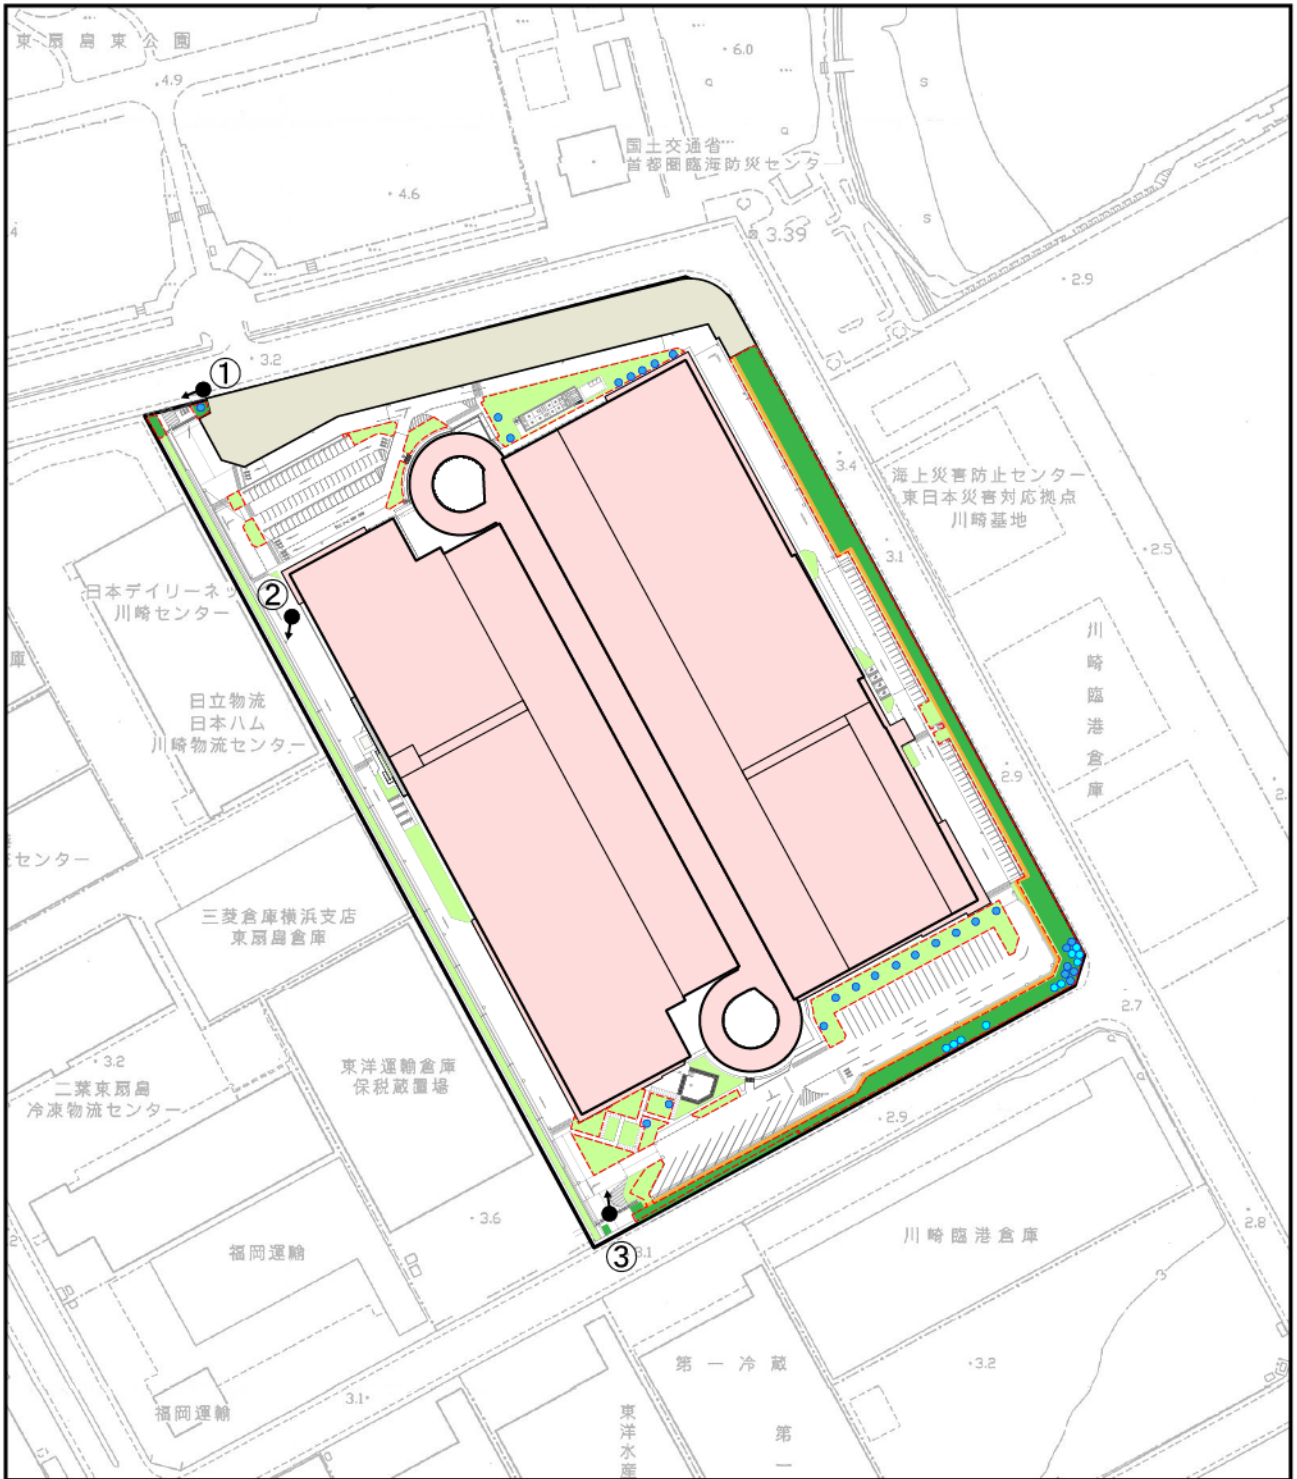 東扇島東公園
6.0
4.9
s
国土交通省
首都圏臨海防災センター
4.6
s
4
3.39
2.9
3.2
①
3.4
海上災害防止センター
東日本災害対応拠点
川崎基地
3.1
2.5
日本デイリーネッ
川崎センター
②
川崎臨港倉庫
庫
日立物流
日本ハム
川崎物流センター
2.9
2.
センター
三菱倉庫横浜支店
東扇島倉庫
2.7
3.2
二葉東扇島
冷凍物流センター
東洋運輸倉庫
保税蔵置場
2.9
3.6
2.8
2
福岡運輸
③
3.1
川崎臨港倉庫
3
第一冷蔵
3.2
3.1
福岡運輸
東洋水産
第一